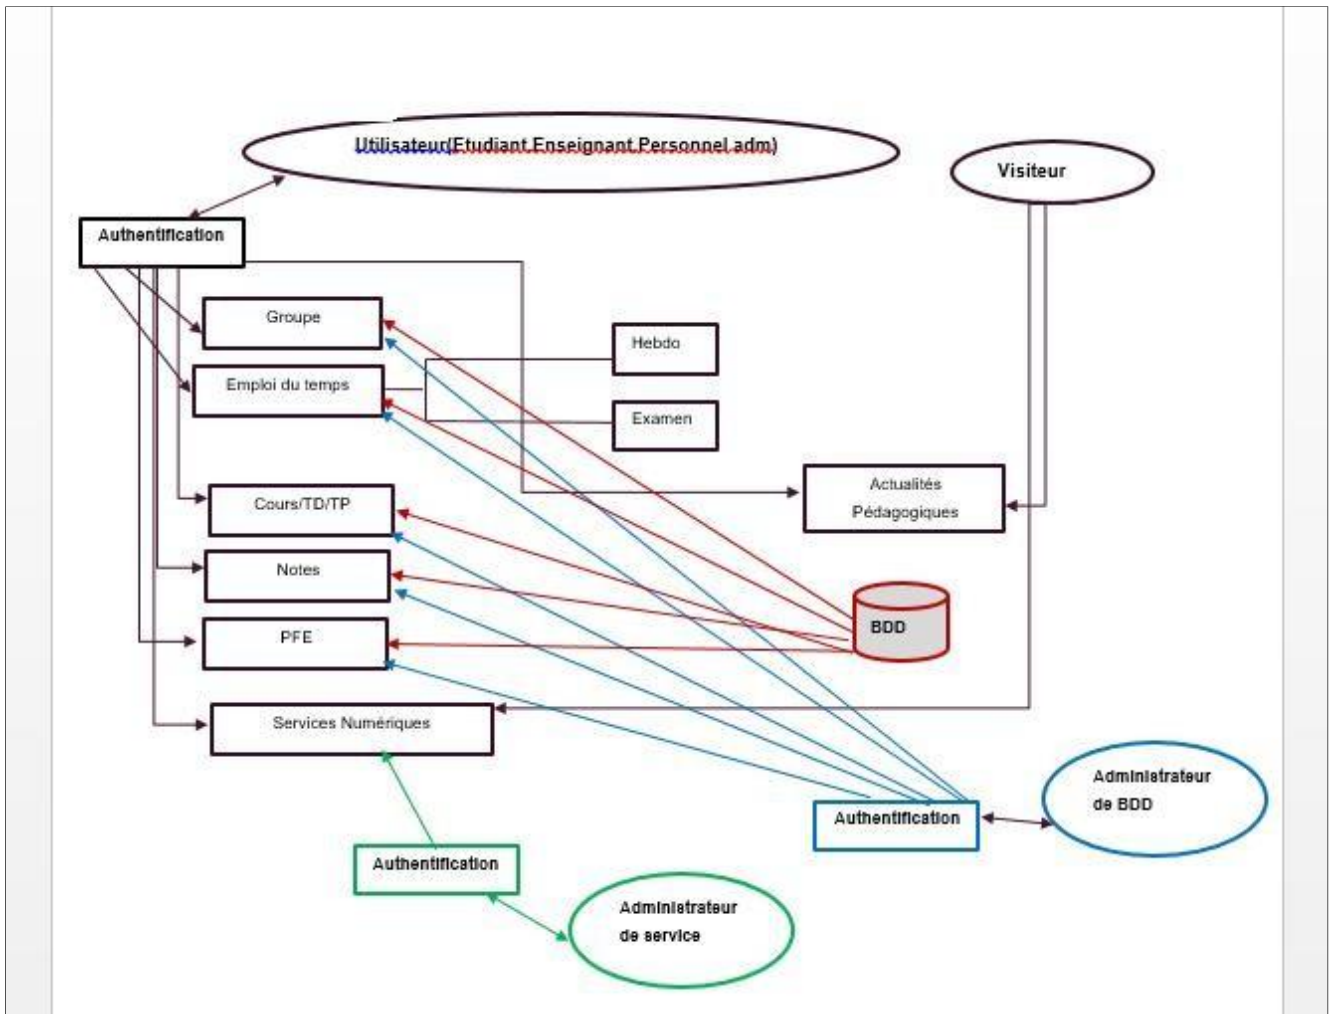 Utilisateur(Etudiant,Enseignant,Personnel adm)
Visiteur
Authentification
Groupe
Hebdo
Emploi du temps
Examen
Actualités
Pédagogiques
Cours/TD/TP
Notes
BDD
PFE
Services Numériques
Administrateur
de BDD
Authentification
Authentification
Administrateur
de service